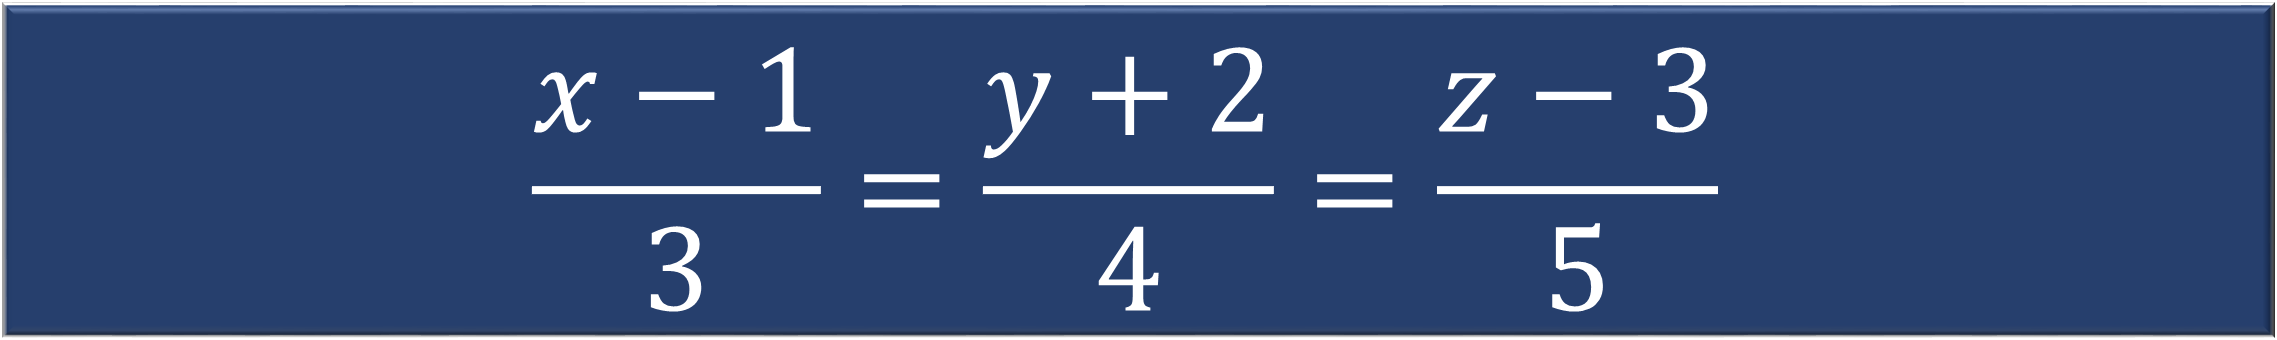 x − 1 / 3 = y + 2 / 4 = z − 3 / 5